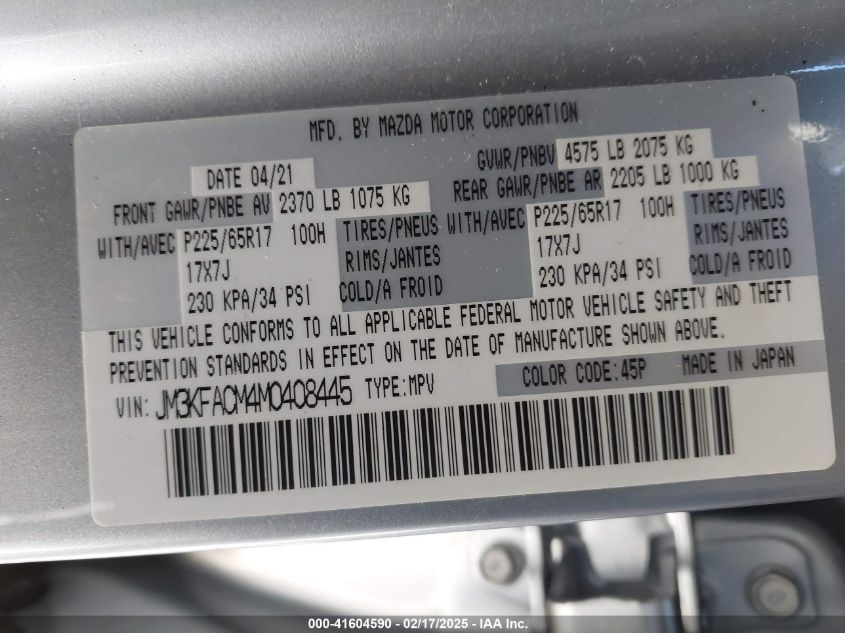 MFD. BY MAZDA MOTOR CORPORATION
DATE 04/21 GVWR/PNBV 4575 LB 2075 KG
FRONT GAWR/PNBE AV 2370 LB 1075 KG REAR GAWR/PNBE AR 2205 LB 1000 KG
WITH/AVEC P225/65R17 100H TIRES/PNEUS WITH/AVEC P225/65R17 100H TIRES/PNEUS
17X7J RIMS/JANTES 17X7J RIMS/JANTES
230 KPA/34 PSI COLD/A FROID 230 KPA/34 PSI COLD/A FROID
THIS VEHICLE CONFORMS TO ALL APPLICABLE FEDERAL MOTOR VEHICLE SAFETY AND THEFT
PREVENTION STANDARDS IN EFFECT ON THE DATE OF MANUFACTURE SHOWN ABOVE.
COLOR CODE:45P MADE IN JAPAN
VIN: JM3KFACM4M0408445 TYPE:MPV
000-41604590 - 02/17/2025 - IAA Inc.